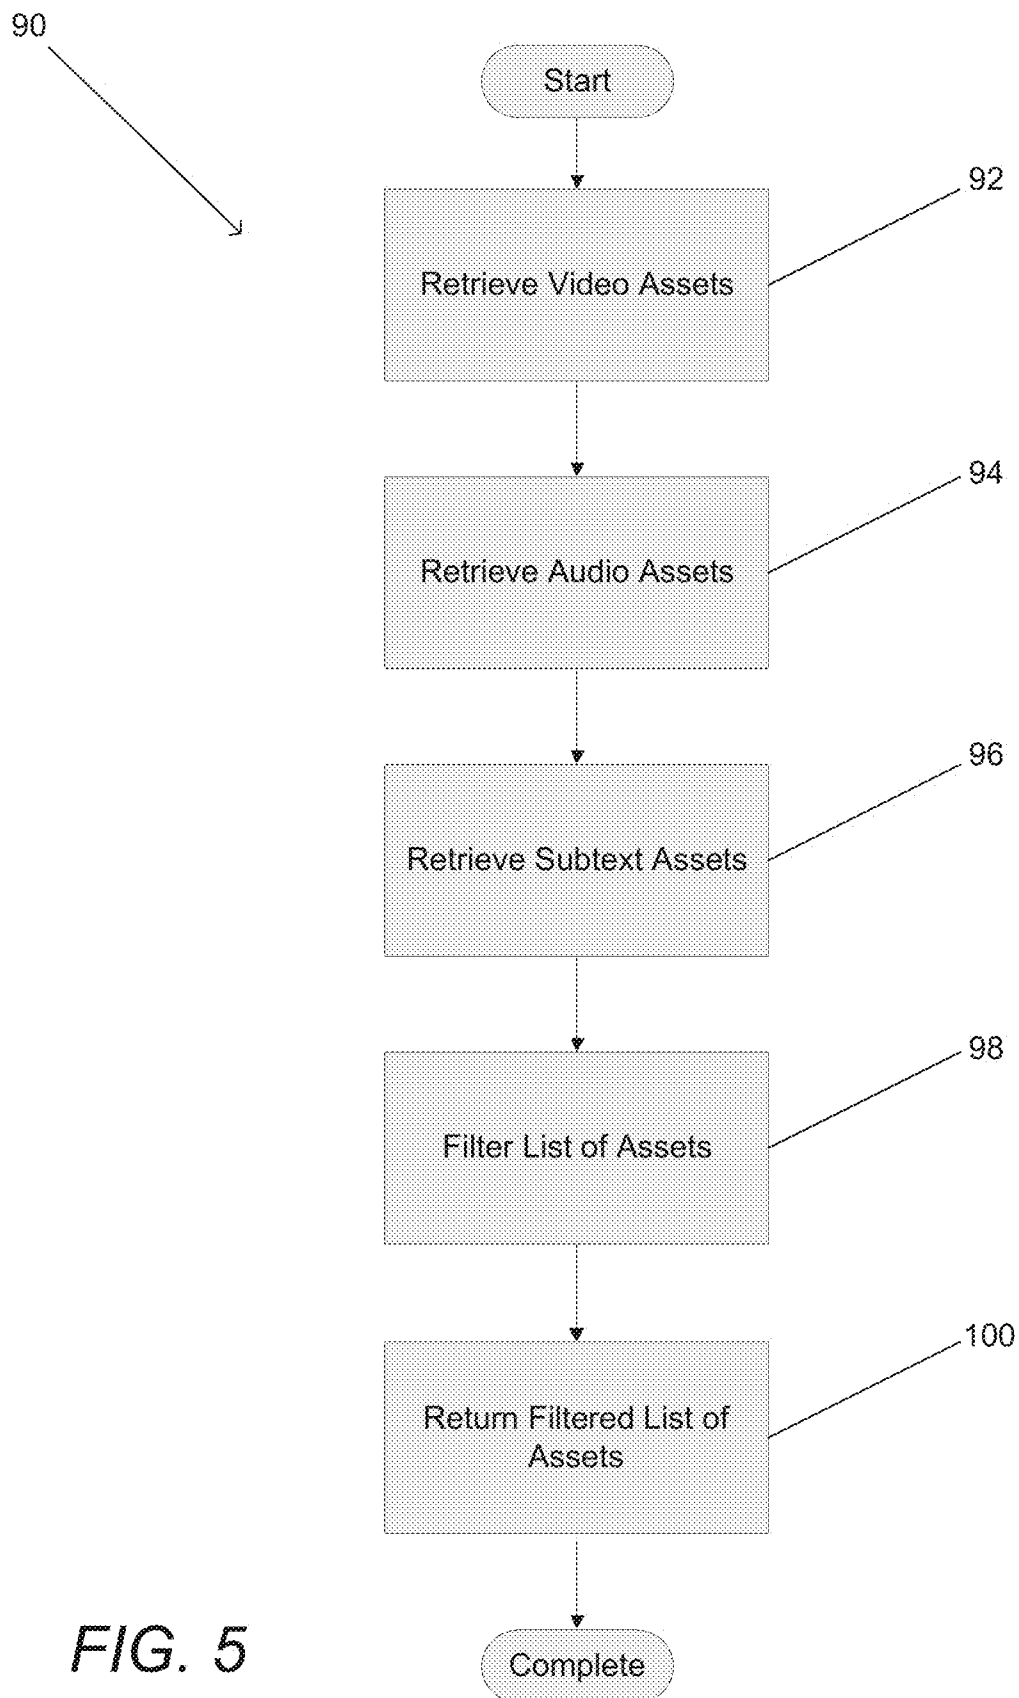 90
Start
92
Retrieve Video Assets
94
Retrieve Audio Assets
96
Retrieve Subtext Assets
98
Filter List of Assets
100
Return Filtered List of
Assets
FIG. 5
Complete